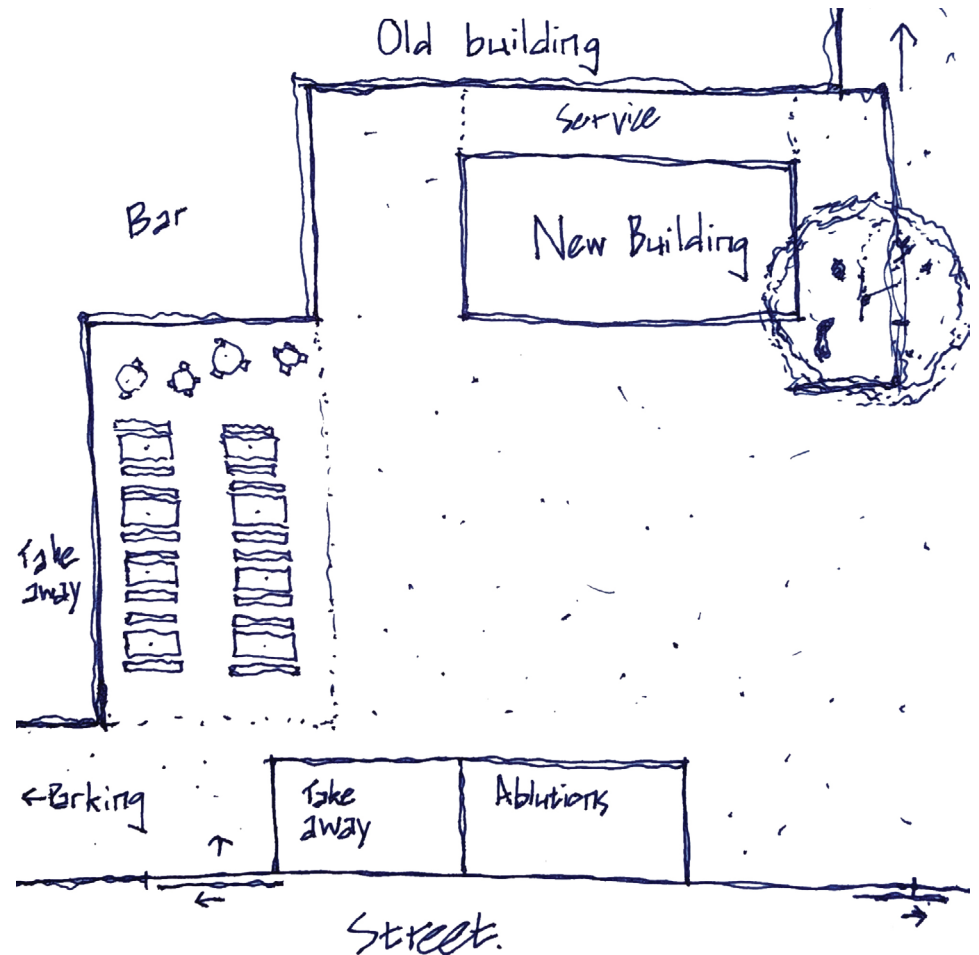 Old building
Service
New Building
Bar
Take
away
←Parking
Take
away
Ablutions
Street.